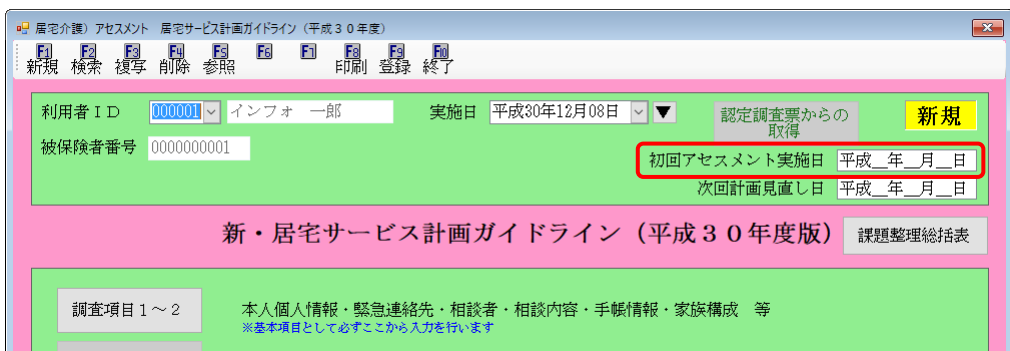 居宅介護）アセスメント　居宅サービス計画ガイドライン（平成３０年度）
F1 F2 F3 F4 F5 F6 F7 F8 F9 F10
新規 検索 複写 削除 参照 印刷 登録 終了
利用者ＩＤ 000001 インフォ　一郎 実施日 平成30年12月08日 ▼ 認定調査票からの取得 新規
被保険者番号 0000000001
初回アセスメント実施日 平成__年__月__日
次回計画見直し日 平成__年__月__日
新・居宅サービス計画ガイドライン（平成３０年度版） 課題整理総括表
調査項目１～２ 本人個人情報・緊急連絡先・相談者・相談内容・手帳情報・家族構成　等
※基本項目として必ずここから入力を行います